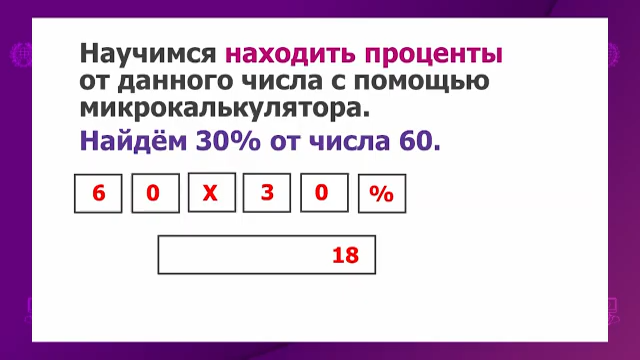 Научимся находить проценты
от данного числа с помощью
микрокалькулятора.
Найдём 30% от числа 60.
6 0 X 3 0 %
18